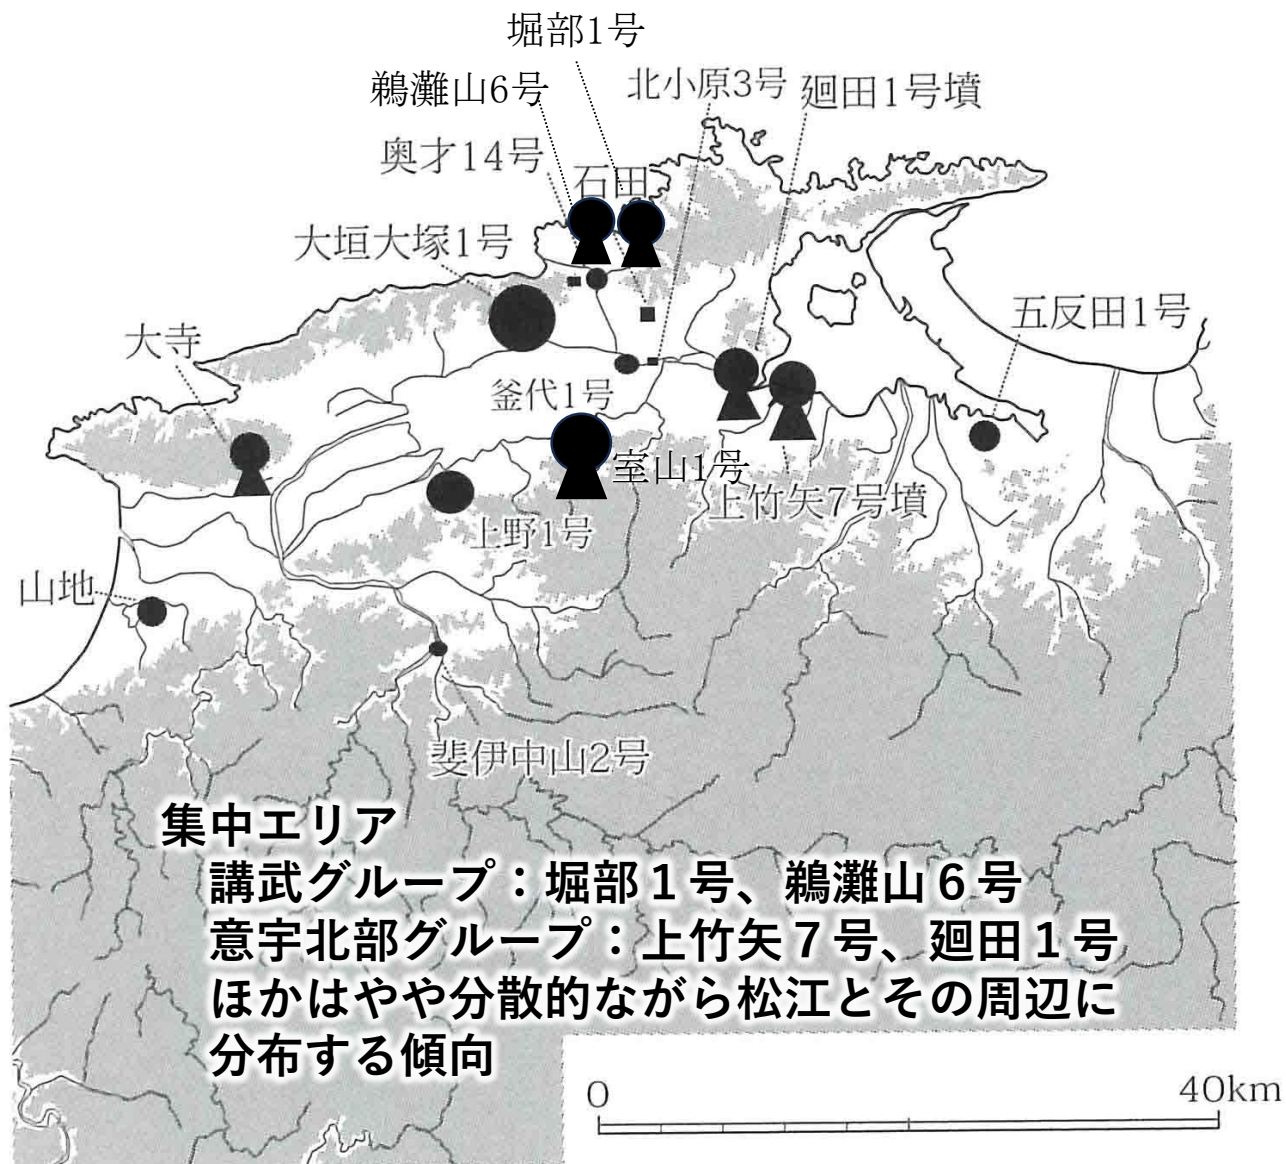 堀部1号
鵜灘山6号
北小原3号
廻田1号墳
奥才14号
石田
大垣大塚1号
五反田1号
大寺
釜代1号
室山1号
上竹矢7号墳
上野1号
山地
斐伊中山2号
集中エリア
講武グループ：堀部１号、鵜灘山６号
意宇北部グループ：上竹矢７号、廻田１号
ほかはやや分散的ながら松江とその周辺に
分布する傾向
0
40km